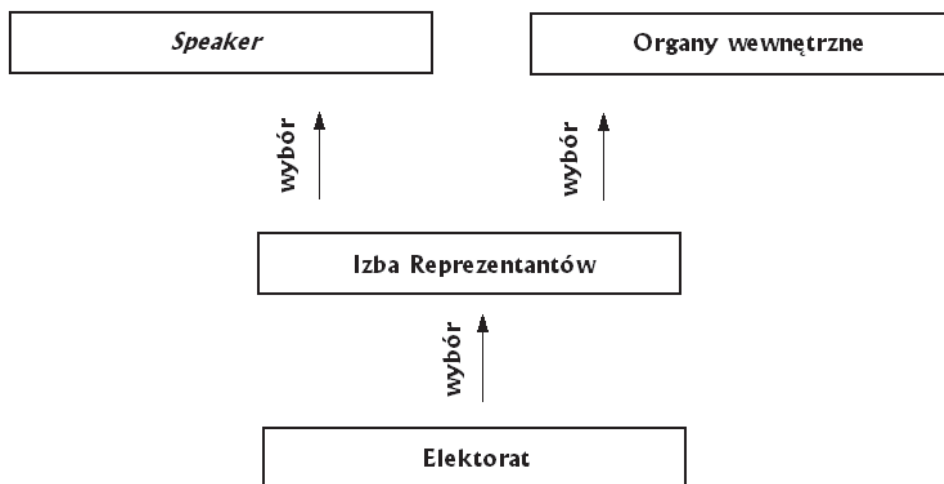 Speaker
Organy wewnętrzne
wybór
wybór
Izba Reprezentantów
wybór
Elektorat